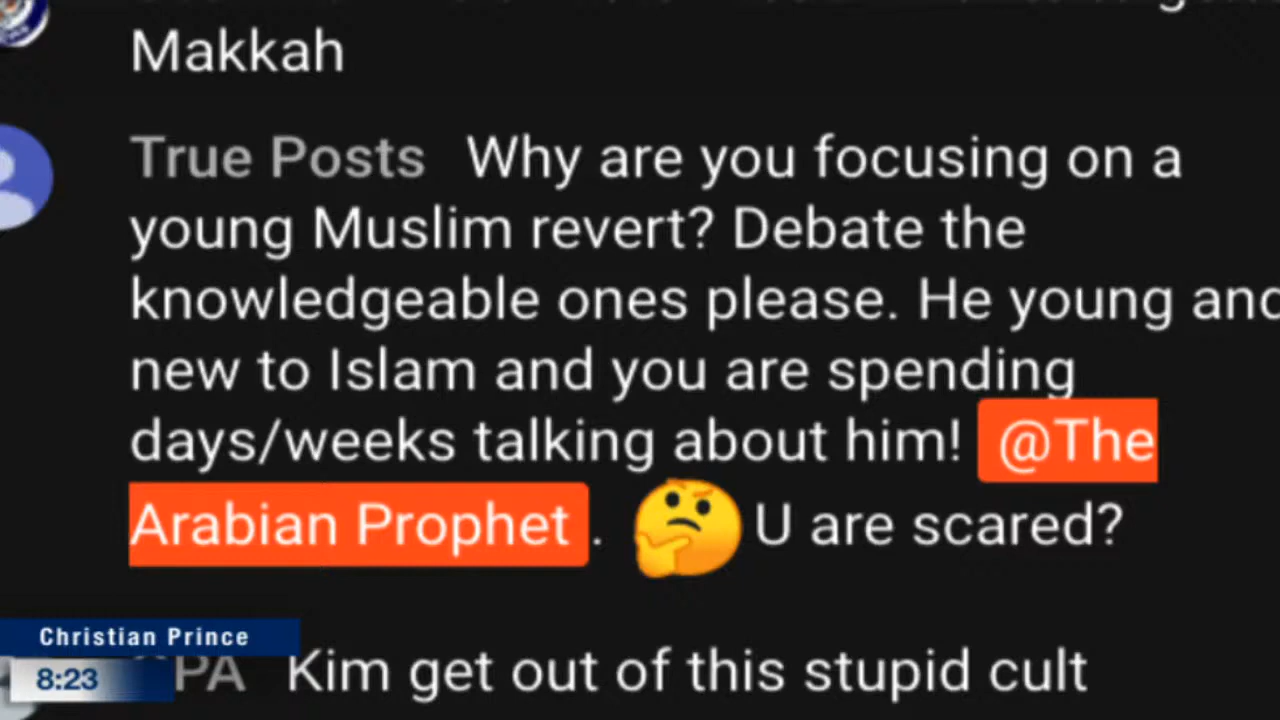 Makkah
True Posts Why are you focusing on a
young Muslim revert? Debate the
knowledgeable ones please. He young and
new to Islam and you are spending
days/weeks talking about him! @The
Arabian Prophet . 🤔 U are scared?
Christian Prince
8:23
PA Kim get out of this stupid cult